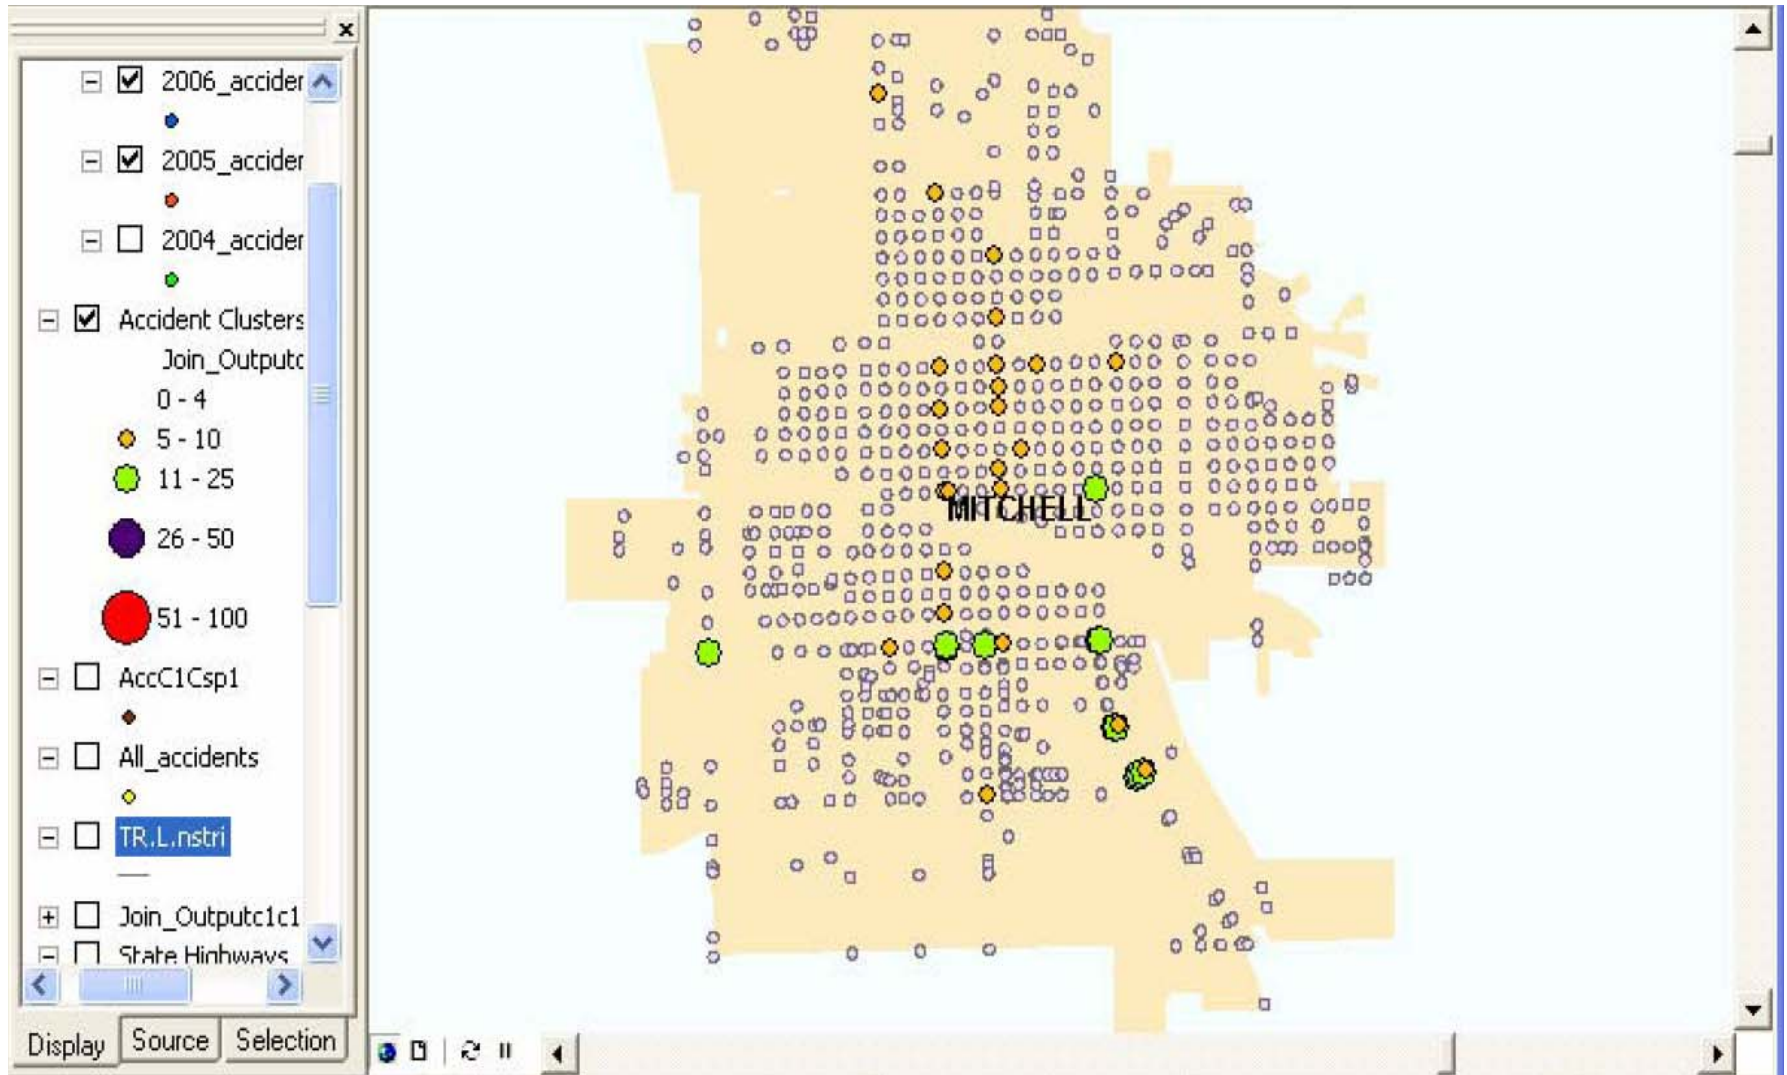 2006_accider
2005_accider
2004_accider
Accident Clusters
Join_Outputc
0 - 4
5 - 10
11 - 25
26 - 50
51 - 100
AccC1Csp1
All_accidents
TR.L.nstri
Join_Outputc1c1
State Highways
Display
Source
Selection
MITCHELL